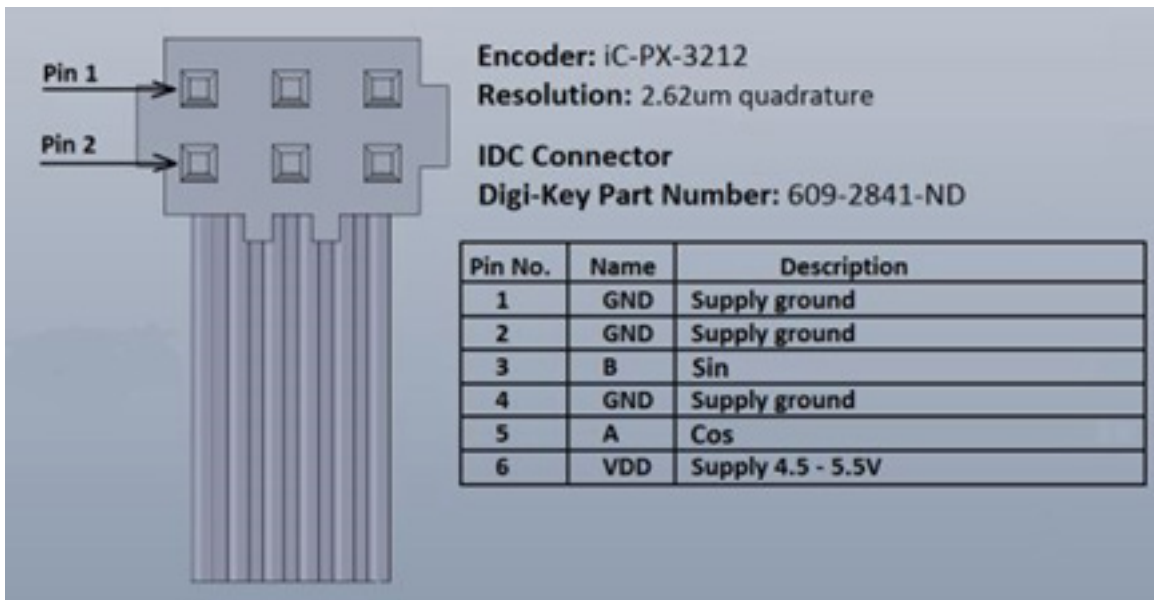 Pin 1
Pin 2
Encoder: iC-PX-3212
Resolution: 2.62um quadrature
IDC Connector
Digi-Key Part Number: 609-2841-ND
Pin No. Name Description
1 GND Supply ground
2 GND Supply ground
3 B Sin
4 GND Supply ground
5 A Cos
6 VDD Supply 4.5 - 5.5V